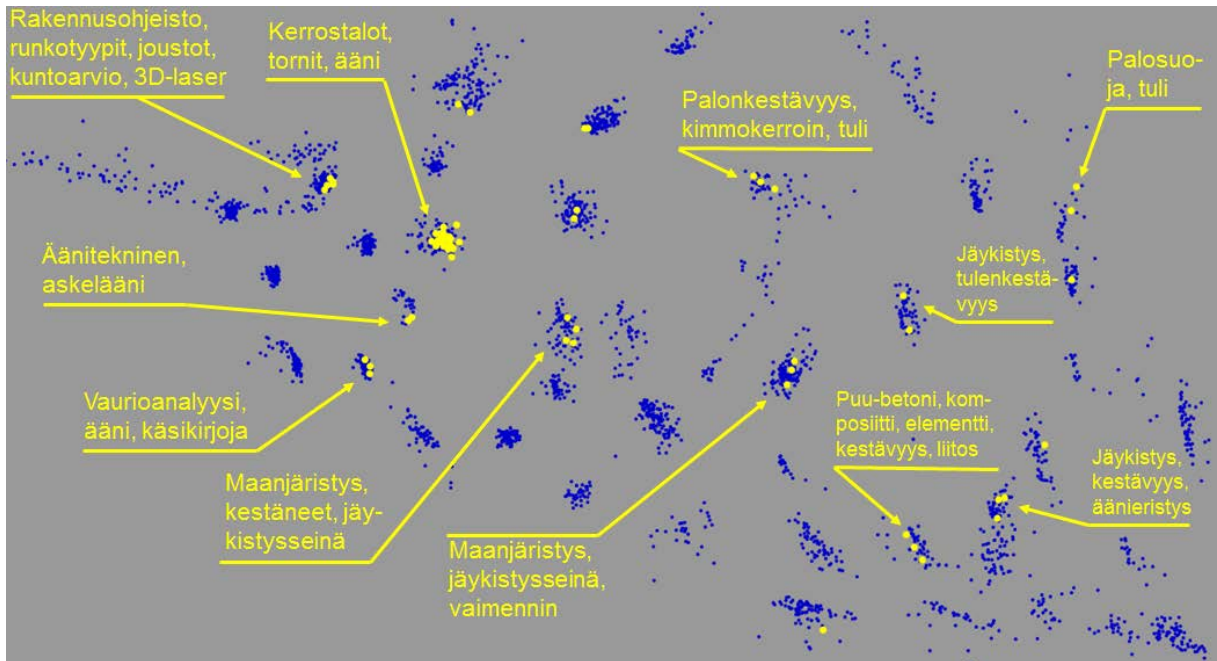 Rakennusohjeisto,
runkotyypit, joustot,
kuntoarvio, 3D-laser
Kerrostalot,
tornit, ääni
Palonkestävyys,
kimmokerroin, tuli
Palosuo-
ja, tuli
Äänitekninen,
askelääni
Jäykistys,
tulenkestä-
vyys
Vaurioanalyysi,
ääni, käsikirjoja
Maanjäristys,
kestäneet, jäy-
kistysseinä
Maanjäristys,
jäykistysseinä,
vaimennin
Puu-betoni, kom-
posiitti, elementti,
kestävyys, liitos
Jäykistys,
kestävyys,
äänieristys